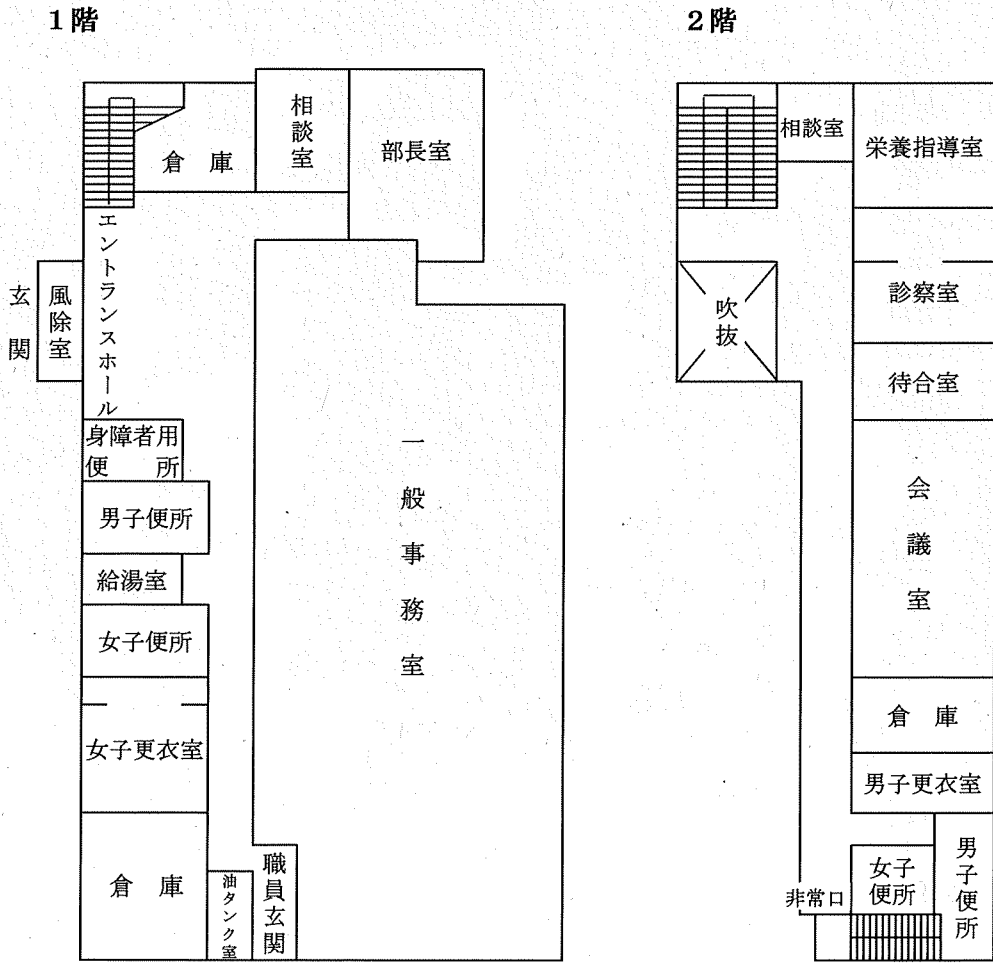 1階
相談室
部長室
倉　庫
エントランスホール
玄　関
風除室
身障者用
便　　所
男子便所
給湯室
女子便所
女子更衣室
倉　庫
油タンク室
職員玄関
一般事務室
2階
相談室
栄養指導室
診察室
吹抜
待合室
会議室
倉　庫
男子更衣室
女子
便所
男子便所
非常口